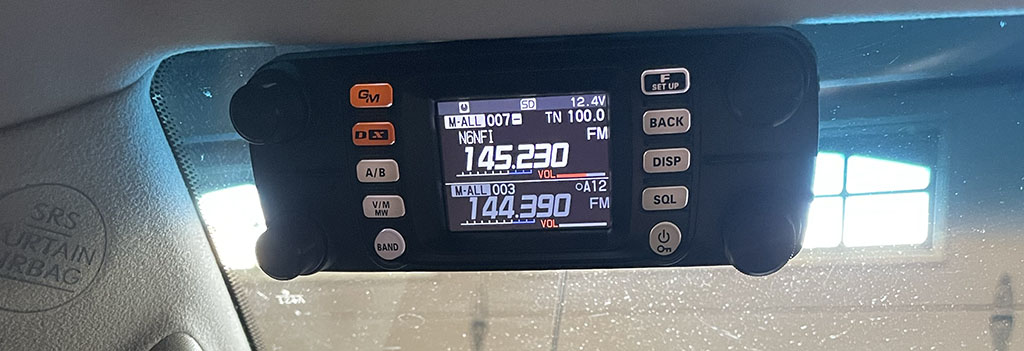 SRS
CURTAIN
AIRBAG
GM
D X
A/B
V/M
MW
BAND
SD 12.4V
M-ALL 007 TN 100.0
N6NFI FM
145.230
VOL
M-ALL 003 A12
144.390 FM
VOL
F
SET UP
BACK
DISP
SQL